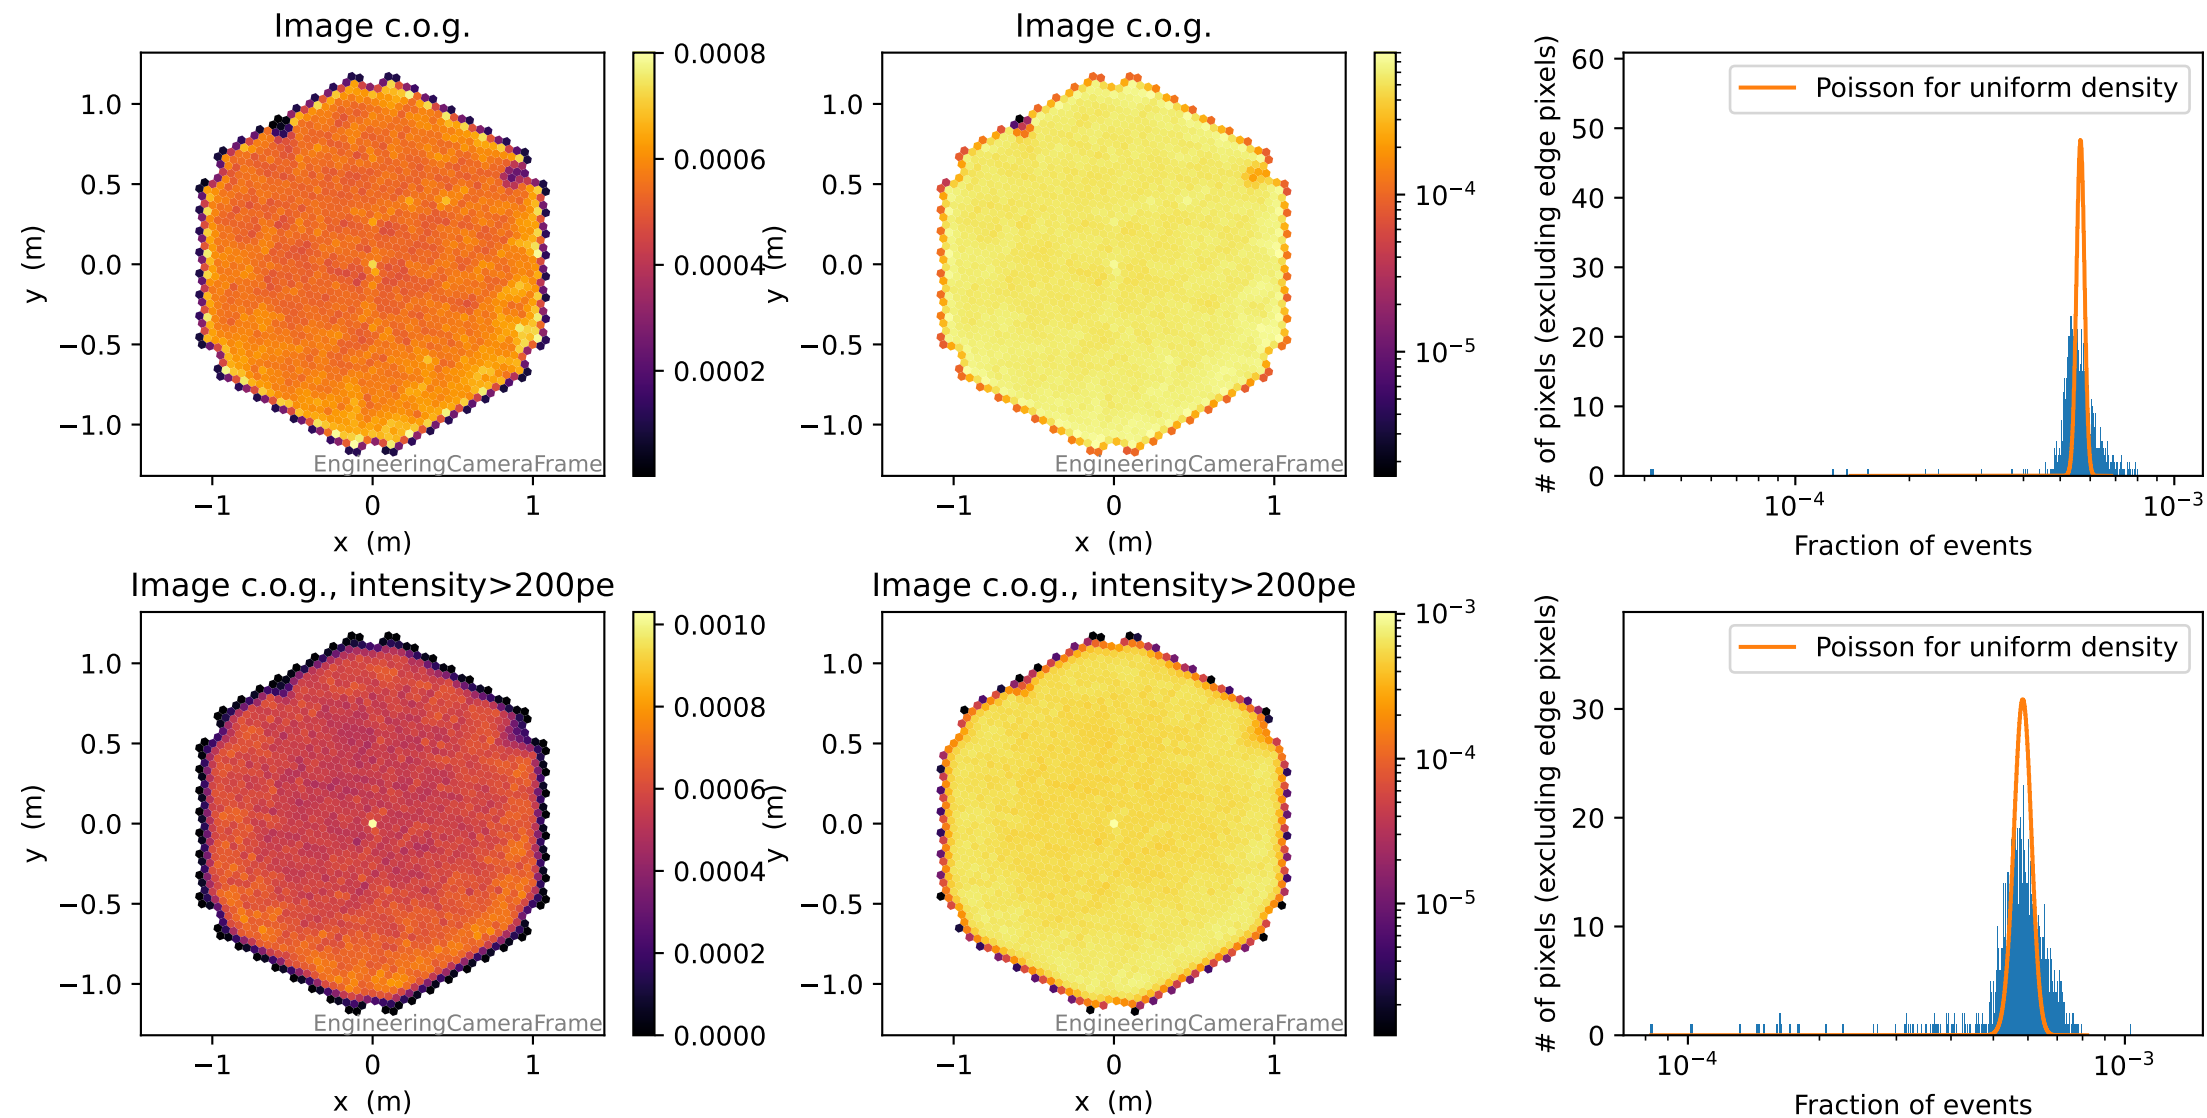 Image c.o.g.
y (m)
1.0
0.5
0.0
−0.5
−1.0
EngineeringCameraFrame
−1 0 1
x (m)
0.0008
0.0006
0.0004
0.0002
Image c.o.g.
y (m)
1.0
0.5
0.0
−0.5
−1.0
EngineeringCameraFrame
−1 0 1
x (m)
10−4
10−5
# of pixels (excluding edge pixels)
60
50
40
30
20
10
0
Poisson for uniform density
10−4 10−3
Fraction of events
Image c.o.g., intensity>200pe
y (m)
1.0
0.5
0.0
−0.5
−1.0
EngineeringCameraFrame
−1 0 1
x (m)
0.0010
0.0008
0.0006
0.0004
0.0002
0.0000
Image c.o.g., intensity>200pe
y (m)
1.0
0.5
0.0
−0.5
−1.0
EngineeringCameraFrame
−1 0 1
x (m)
10−3
10−4
10−5
# of pixels (excluding edge pixels)
30
20
10
0
Poisson for uniform density
10−4 10−3
Fraction of events